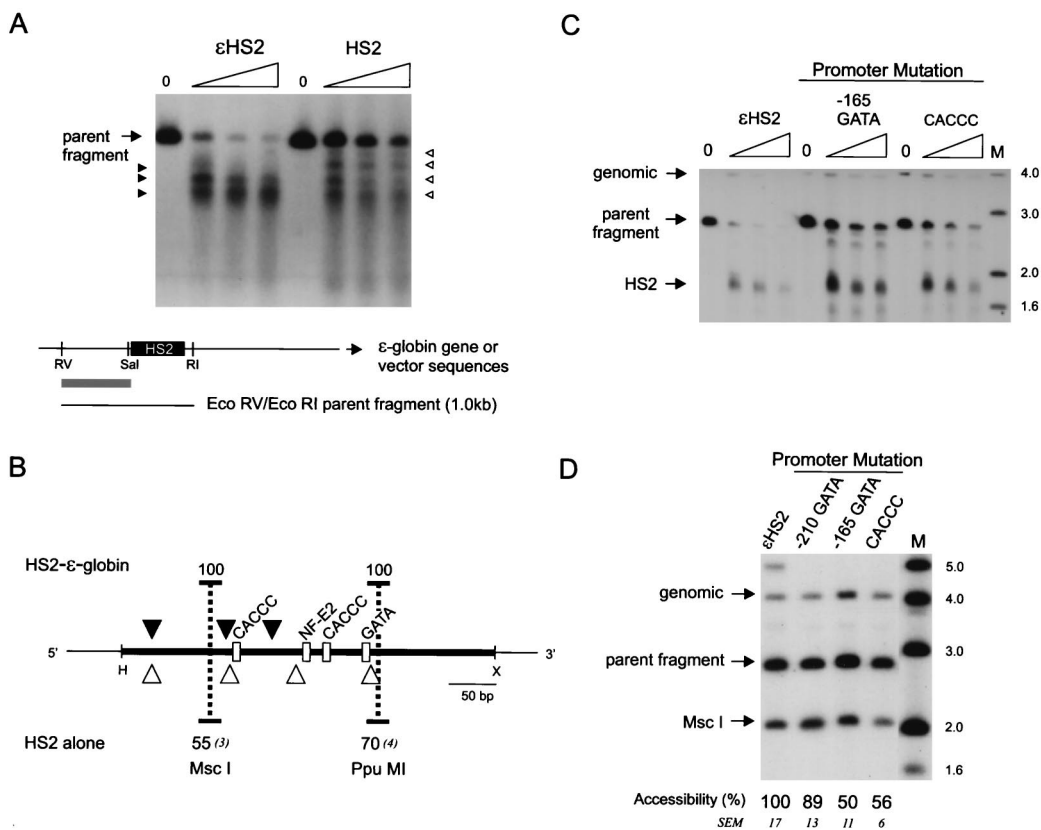 A
εHS2
HS2
0
0
parent
fragment
HS2
RV
Sal
RI
ε-globin gene or
vector sequences
Eco RV/Eco RI parent fragment (1.0kb)
B
HS2-ε-globin
100
100
CACCC
NF-E2
CACCC
GATA
5'
3'
H
X
50 bp
HS2 alone
55 (3)
70 (4)
Msc I
Ppu MI
C
Promoter Mutation
-165
GATA
εHS2
CACCC
0
0
0
M
genomic
4.0
parent
fragment
3.0
HS2
2.0
1.6
D
Promoter Mutation
εHS2
-210 GATA
-165 GATA
CACCC
M
5.0
genomic
4.0
parent fragment
3.0
Msc I
2.0
1.6
Accessibility (%) 100 89 50 56
SEM 17 13 11 6